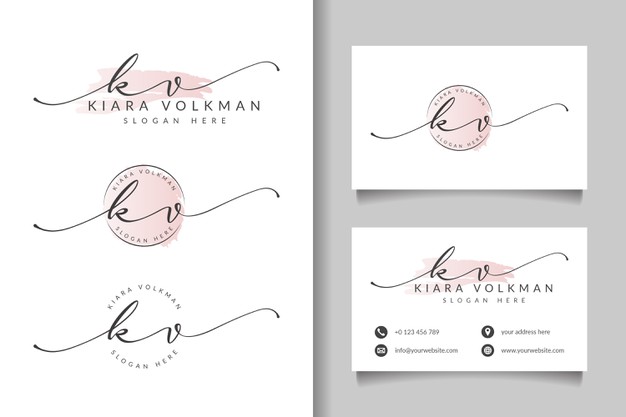 kv
KIARA VOLKMAN
SLOGAN HERE
KIARA VOLKMAN
kv
SLOGAN HERE
KIARA VOLKMAN
kv
SLOGAN HERE
KIARA VOLKMAN
kv
SLOGAN HERE
kv
KIARA VOLKMAN
SLOGAN HERE
+0 123 456 789
your address here
info@yourwebsite.com
www.yourwebsite.com